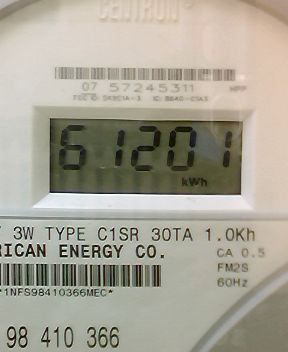 CENTRON
07 57245311
61201
kWh
3W TYPE C1SR 30TA 1.0Kh
RICAN ENERGY CO.
CA 0.5
FM2S
60Hz
*1NFS98410366MEC*
98 410 366